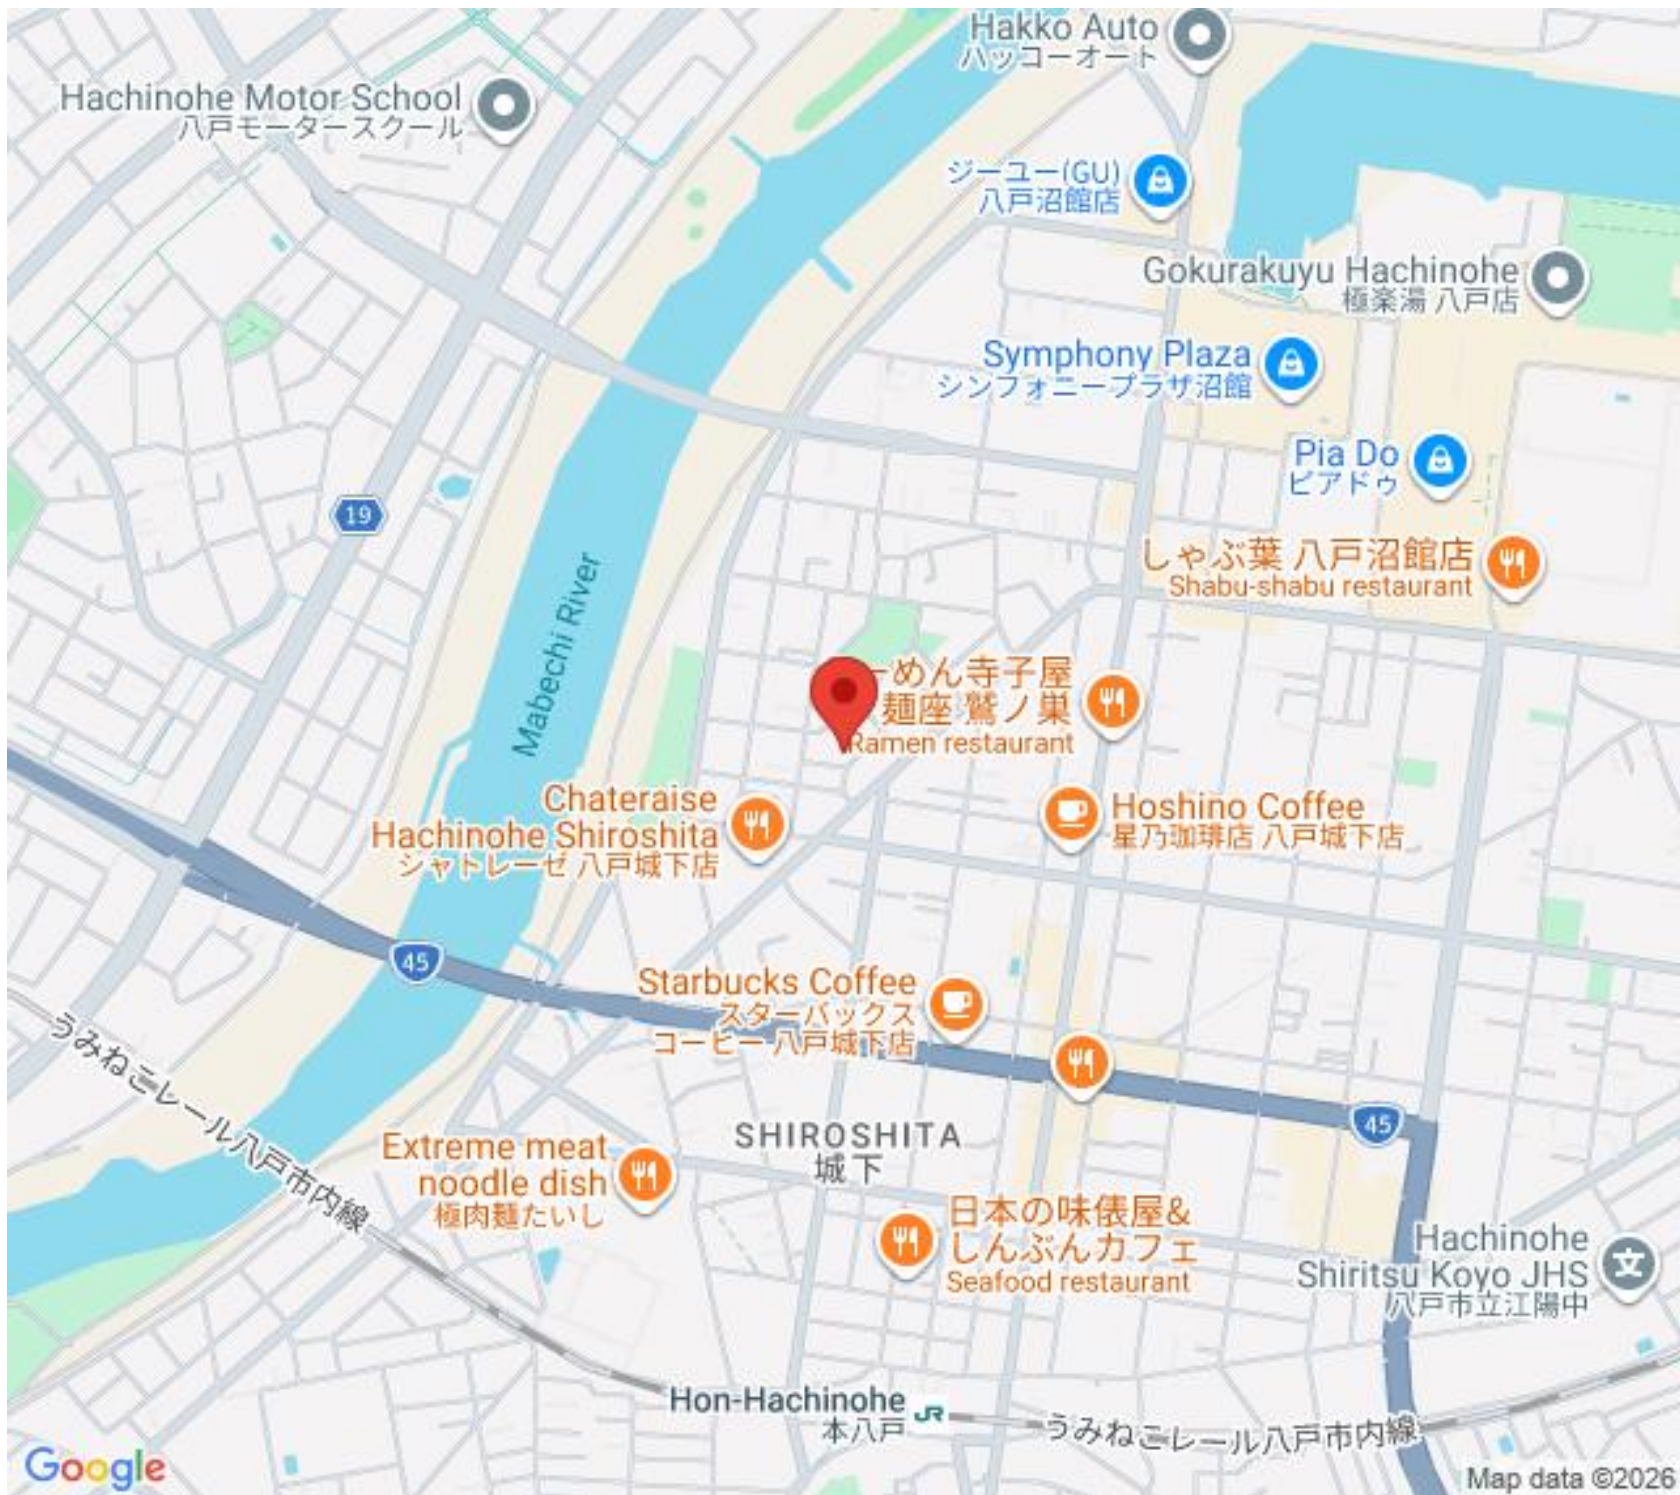 Hakko Auto
ハッコーオート
Hachinohe Motor School
八戸モータースクール
ジーユー(GU)
八戸沼館店
Gokurakuyu Hachinohe
極楽湯 八戸店
Symphony Plaza
シンフォニープラザ沼館
Pia Do
ピアドゥ
19
しゃぶ葉 八戸沼館店
Shabu-shabu restaurant
Mabechi River
ーめん寺子屋
麺座 鷲ノ巣
Ramen restaurant
Chateraise
Hachinohe Shiroshita
シャトレーゼ 八戸城下店
Hoshino Coffee
星乃珈琲店 八戸城下店
45
Starbucks Coffee
スターバックス
コーヒー 八戸城下店
うみねこレール八戸市内線
45
SHIROSHITA
城下
Extreme meat
noodle dish
極肉麺たいし
日本の味俵屋&
しんぶんカフェ
Seafood restaurant
Hachinohe
Shiritsu Koyo JHS
八戸市立江陽中
文
Hon-Hachinohe
本八戸
JR
うみねこレール八戸市内線
Google
Map data ©2026